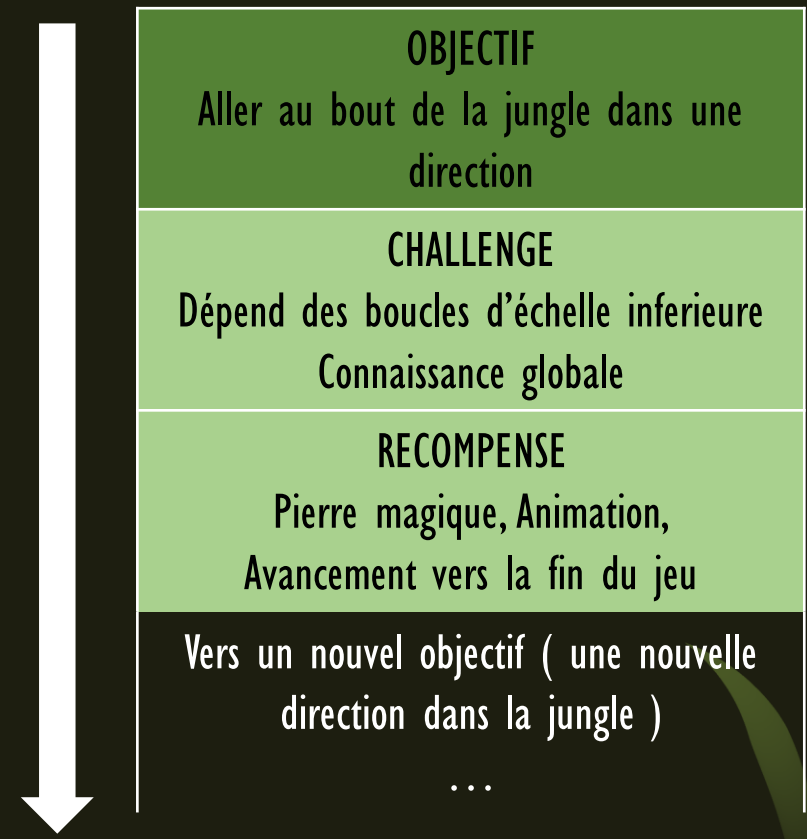 OBJECTIF
Aller au bout de la jungle dans une
direction
CHALLENGE
Dépend des boucles d’échelle inferieure
Connaissance globale
RECOMPENSE
Pierre magique, Animation,
Avancement vers la fin du jeu
Vers un nouvel objectif ( une nouvelle
direction dans la jungle )
…